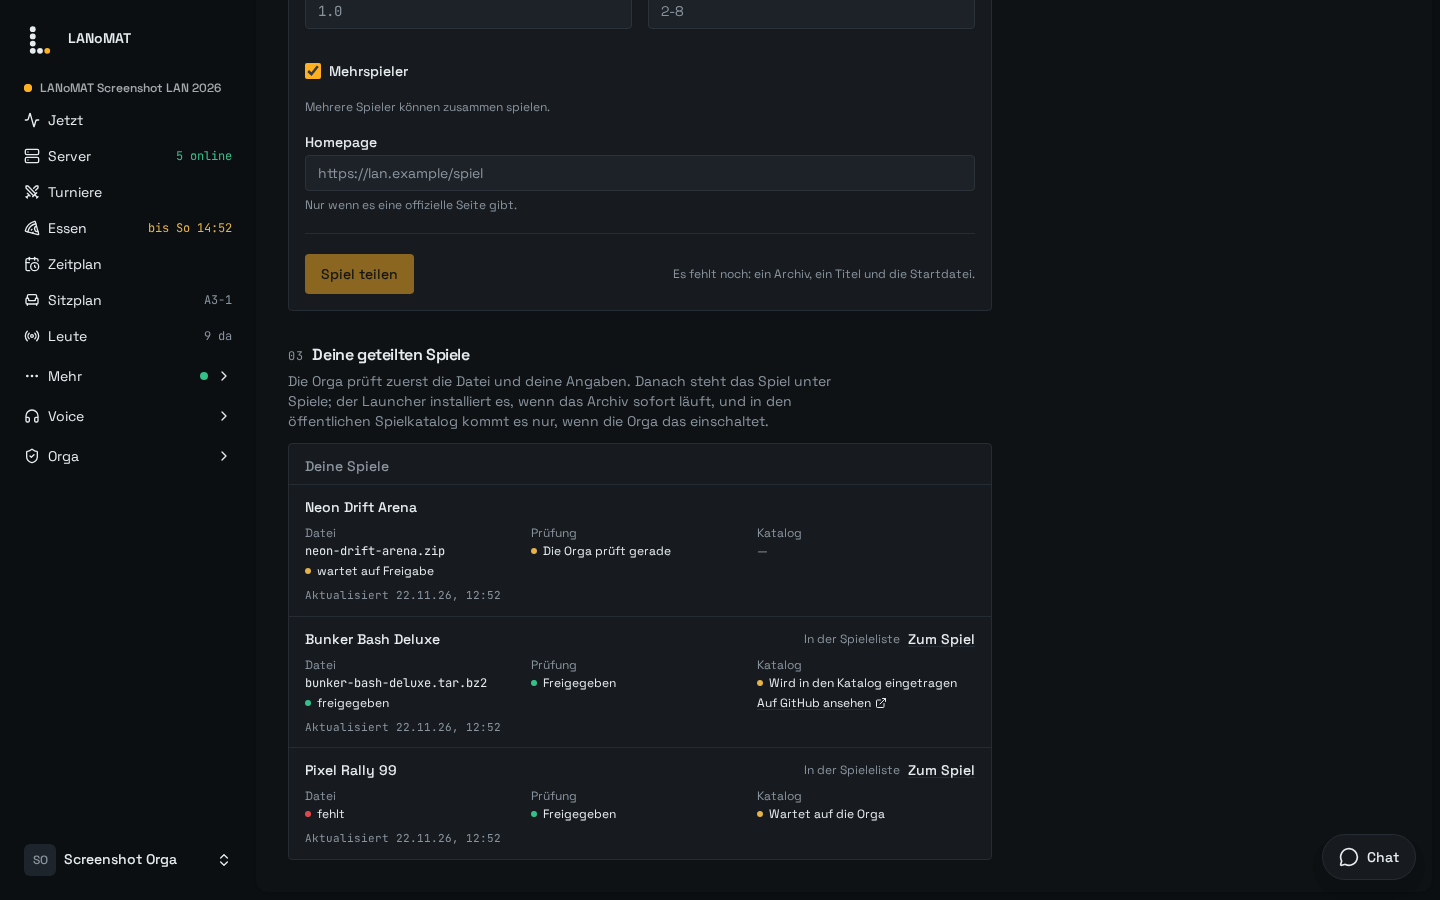 LANoMAT
LANoMAT Screenshot LAN 2026
Jetzt
Server 5 online
Turniere
Essen bis So 14:52
Zeitplan
Sitzplan A3-1
Leute 9 da
Mehr
Voice
Orga
SO Screenshot Orga
1.0 2-8
Mehrspieler
Mehrere Spieler können zusammen spielen.
Homepage
https://lan.example/spiel
Nur wenn es eine offizielle Seite gibt.
Spiel teilen Es fehlt noch: ein Archiv, ein Titel und die Startdatei.
03 Deine geteilten Spiele
Die Orga prüft zuerst die Datei und deine Angaben. Danach steht das Spiel unter
Spiele; der Launcher installiert es, wenn das Archiv sofort läuft, und in den
öffentlichen Spielkatalog kommt es nur, wenn die Orga das einschaltet.
Deine Spiele
Neon Drift Arena
Datei Prüfung Katalog
neon-drift-arena.zip Die Orga prüft gerade —
wartet auf Freigabe
Aktualisiert 22.11.26, 12:52
Bunker Bash Deluxe In der Spieleliste Zum Spiel
Datei Prüfung Katalog
bunker-bash-deluxe.tar.bz2 Freigegeben Wird in den Katalog eingetragen
freigegeben Auf GitHub ansehen
Aktualisiert 22.11.26, 12:52
Pixel Rally 99 In der Spieleliste Zum Spiel
Datei Prüfung Katalog
fehlt Freigegeben Wartet auf die Orga
Aktualisiert 22.11.26, 12:52
Chat